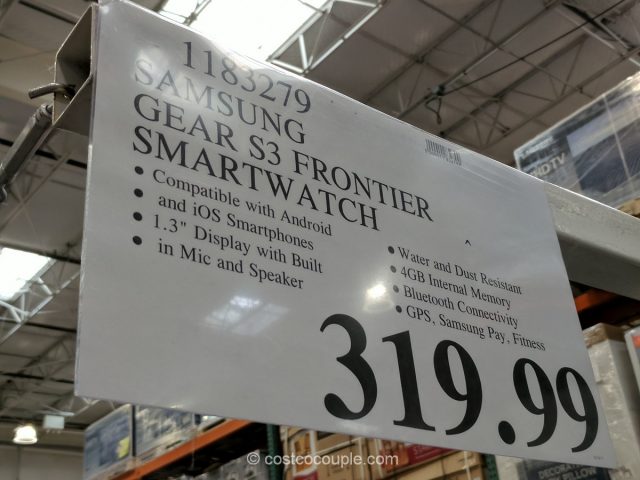 1183279
SAMSUNG
GEAR S3 FRONTIER
SMARTWATCH
• Compatible with Android
• and iOS Smartphones
• 1.3" Display with Built
• in Mic and Speaker
• Water and Dust Resistant
• 4GB Internal Memory
• Bluetooth Connectivity
• GPS, Samsung Pay, Fitness
319.99
HDTV
PILLOW
© costcocouple.com